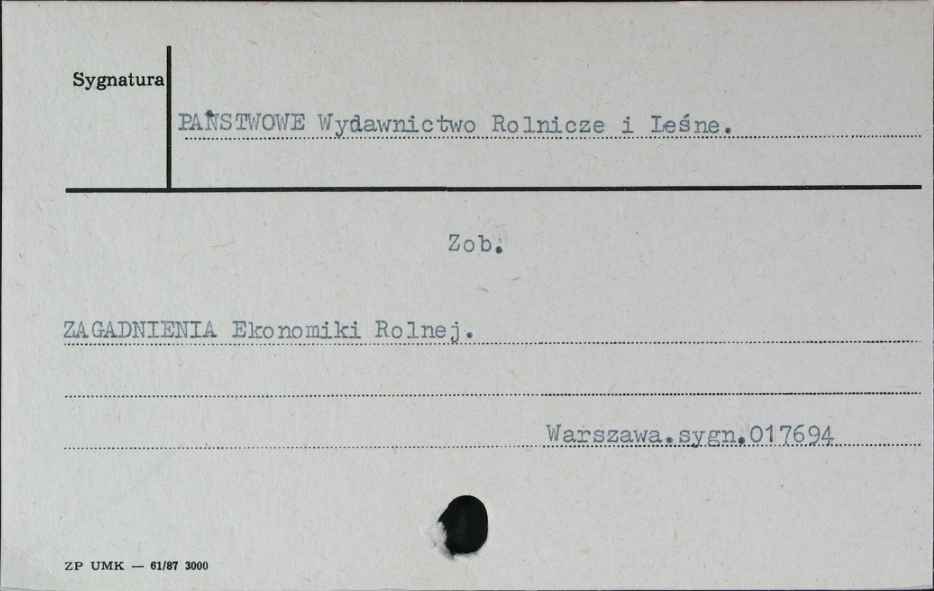 Sygnatura
PAŃSTWOWE Wydawnictwo Rolnicze i Leśne.
Zob.
ZAGADNIENIA Ekonomiki Rolnej.
Warszawa.sygn.017694
ZP UMK — 61/87 3000